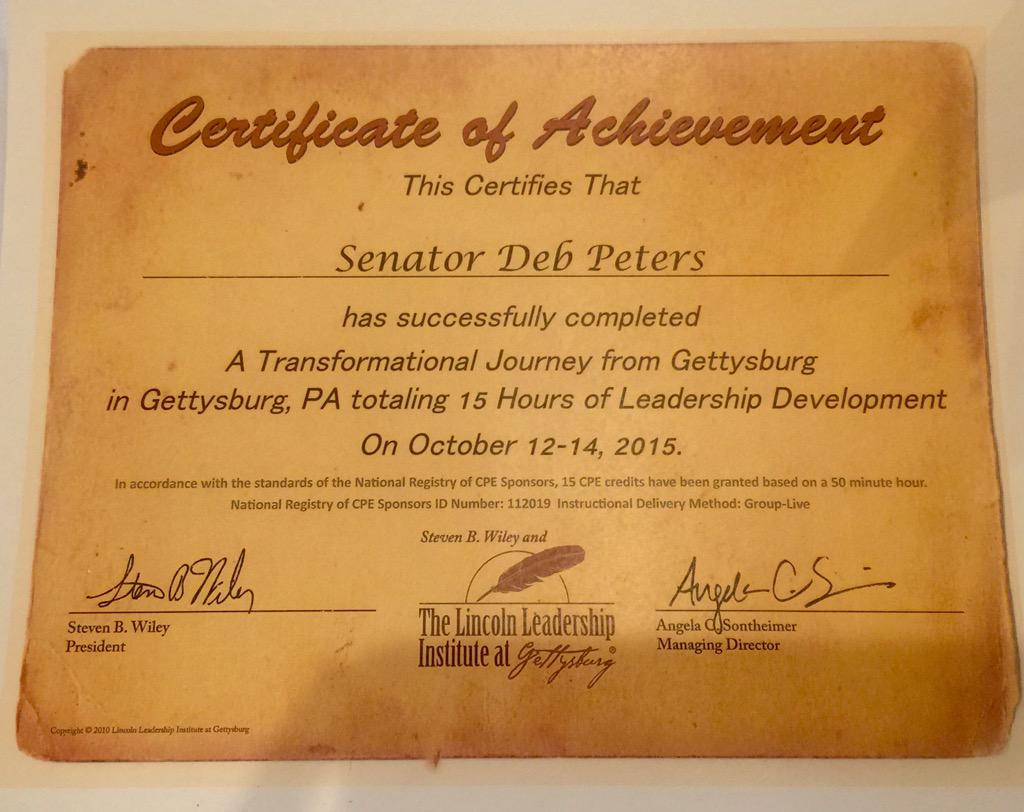 Certificate of Achievement
This Certifies That
Senator Deb Peters
has successfully completed
A Transformational Journey from Gettysburg
in Gettysburg, PA totaling 15 Hours of Leadership Development
On October 12-14, 2015.
In accordance with the standards of the National Registry of CPE Sponsors, 15 CPE credits have been granted based on a 50 minute hour.
National Registry of CPE Sponsors ID Number: 112019 Instructional Delivery Method: Group-Live
Steven B. Wiley and
The Lincoln Leadership
Institute at Gettysburg®
Steven B Wiley
Steven B. Wiley
President
Angela C. S
Angela C. Sontheimer
Managing Director
Copyright © 2010 Lincoln Leadership Institute at Gettysburg